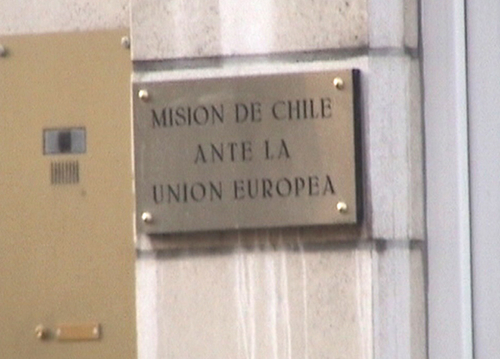 MISION DE CHILE
ANTE LA
UNION EUROPEA